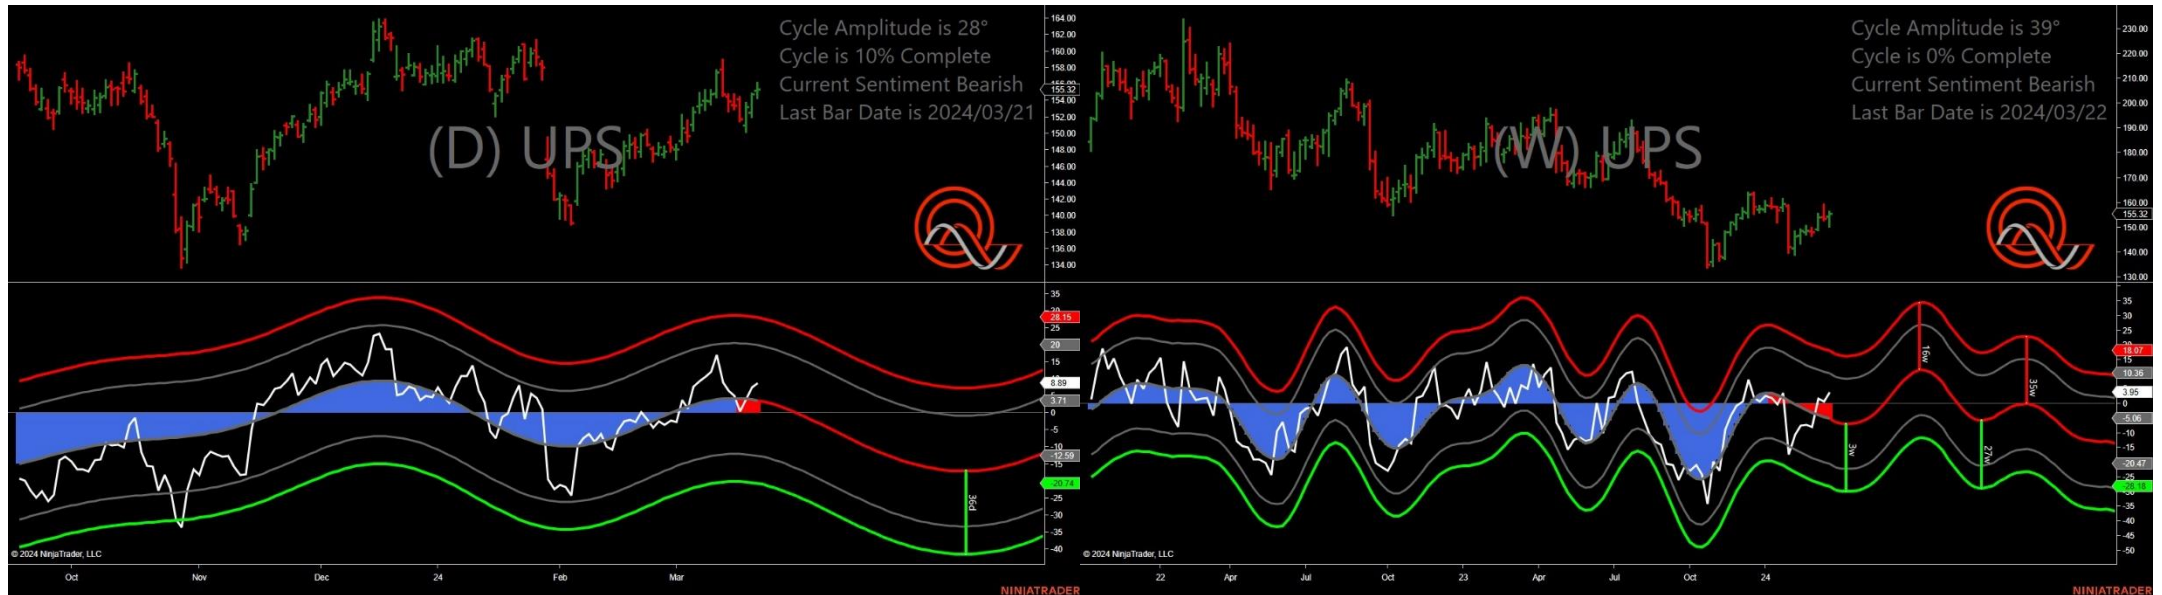 Cycle Amplitude is 28°
Cycle is 10% Complete
Current Sentiment Bearish
Last Bar Date is 2024/03/21
(D) UPS
164.00
162.00
160.00
158.00
155.32
154.00
152.00
150.00
148.00
146.00
144.00
142.00
140.00
138.00
136.00
134.00
35
28.15
25
20
15
8.89
3.71
0
-5
-12.59
-15
-20.74
-25
-30
-35
-40
36d
© 2024 NinjaTrader, LLC
Oct
Nov
Dec
24
Feb
Mar
NINJATRADER
Cycle Amplitude is 39°
Cycle is 0% Complete
Current Sentiment Bearish
Last Bar Date is 2024/03/22
(W) UPS
230.00
220.00
210.00
200.00
190.00
180.00
170.00
160.00
155.32
150.00
140.00
130.00
35
30
25
18.07
10.36
3.95
0
-5.06
-10
-15
-20.47
-28.18
-35
-40
-45
-50
3w
16w
27w
35w
© 2024 NinjaTrader, LLC
22
Apr
Jul
Oct
23
Apr
Jul
Oct
24
NINJATRADER